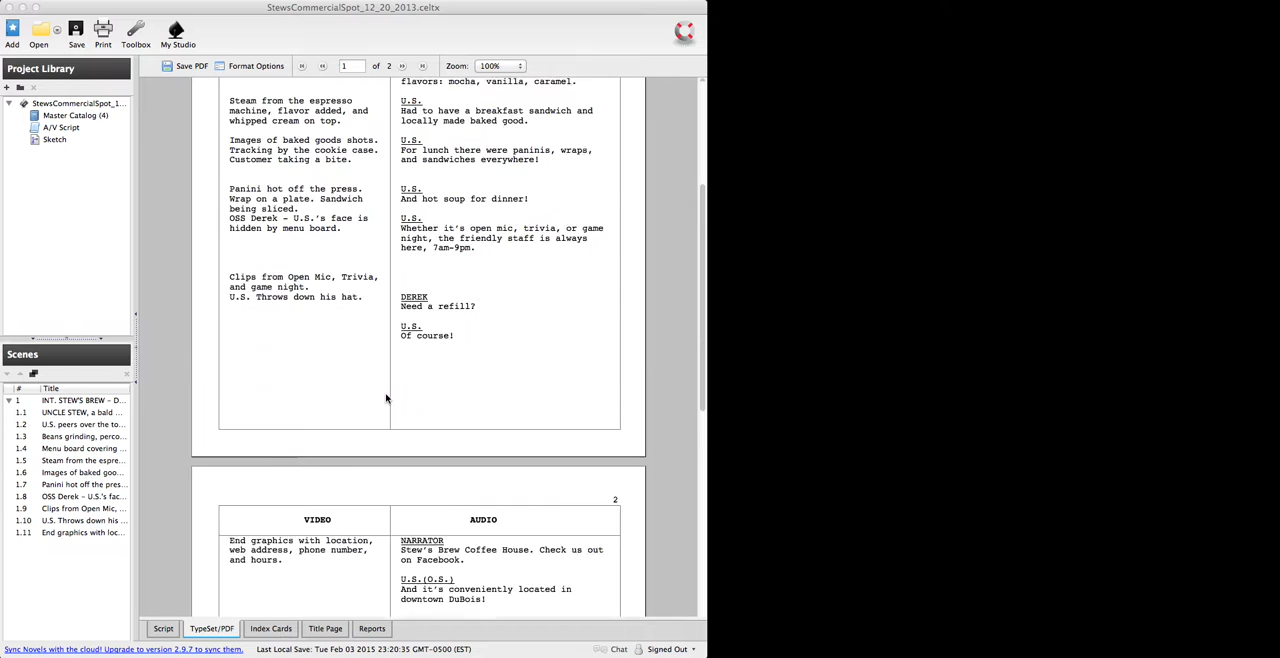 StewsCommercialSpot_12_20_2013.celtx
Add Open Save Print Toolbox My Studio
Project Library
Save PDF Format Options 1 of 2 Zoom: 100%
StewsCommercialSpot_1...
Master Catalog (4)
A/V Script
Sketch
flavors: mocha, vanilla, caramel.
Steam from the espresso
machine, flavor added, and
whipped cream on top.
U.S.
Had to have a breakfast sandwich and
locally made baked good.
Images of baked goods shots.
Tracking by the cookie case.
Customer taking a bite.
U.S.
For lunch there were paninis, wraps,
and sandwiches everywhere!
Panini hot off the press.
Wrap on a plate. Sandwich
being sliced.
OSS Derek - U.S.'s face is
hidden by menu board.
U.S.
And hot soup for dinner!
U.S.
Whether it's open mic, trivia, or game
night, the friendly staff is always
here, 7am-9pm.
Clips from Open Mic, Trivia,
and game night.
U.S. Throws down his hat.
DEREK
Need a refill?
U.S.
Of course!
2
VIDEO AUDIO
End graphics with location,
web address, phone number,
and hours.
NARRATOR
Stew's Brew Coffee House. Check us out
on Facebook.
U.S.(O.S.)
And it's conveniently located in
downtown DuBois!
Scenes
# Title
1 INT. STEW'S BREW - D...
1.1 UNCLE STEW, a bald ...
1.2 U.S. peers over the to...
1.3 Beans grinding, perco...
1.4 Menu board covering ...
1.5 Steam from the espre...
1.6 Images of baked goo...
1.7 Panini hot off the pres...
1.8 OSS Derek - U.S.'s fac...
1.9 Clips from Open Mic, ...
1.10 U.S. Throws down his ...
1.11 End graphics with loc...
Script TypeSet/PDF Index Cards Title Page Reports
Sync Novels with the cloud! Upgrade to version 2.9.7 to sync them. Last Local Save: Tue Feb 03 2015 23:20:35 GMT-0500 (EST) Chat Signed Out